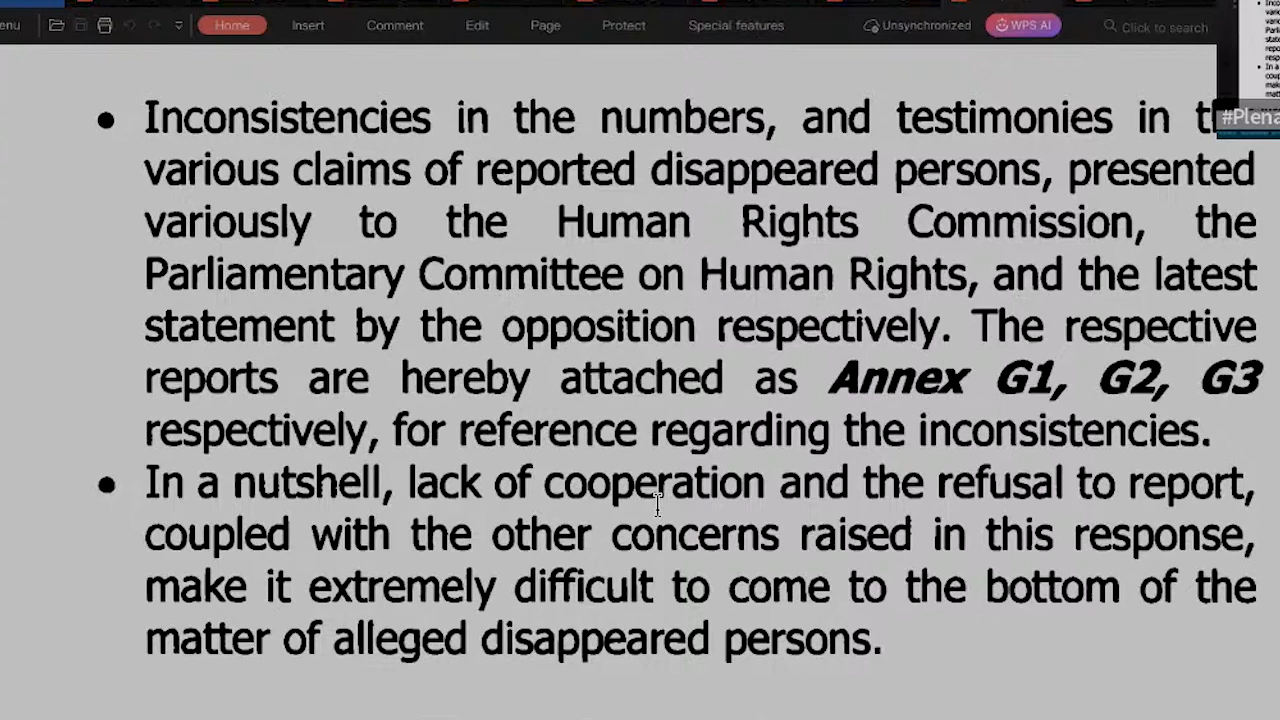 Home Insert Comment Edit Page Protect Special features Unsynchronized WPS AI Click to search
#Plena
• Inconsistencies in the numbers, and testimonies in
various claims of reported disappeared persons, presented
variously to the Human Rights Commission, the
Parliamentary Committee on Human Rights, and the latest
statement by the opposition respectively. The respective
reports are hereby attached as Annex G1, G2, G3
respectively, for reference regarding the inconsistencies.
• In a nutshell, lack of cooperation and the refusal to report,
coupled with the other concerns raised in this response,
make it extremely difficult to come to the bottom of the
matter of alleged disappeared persons.